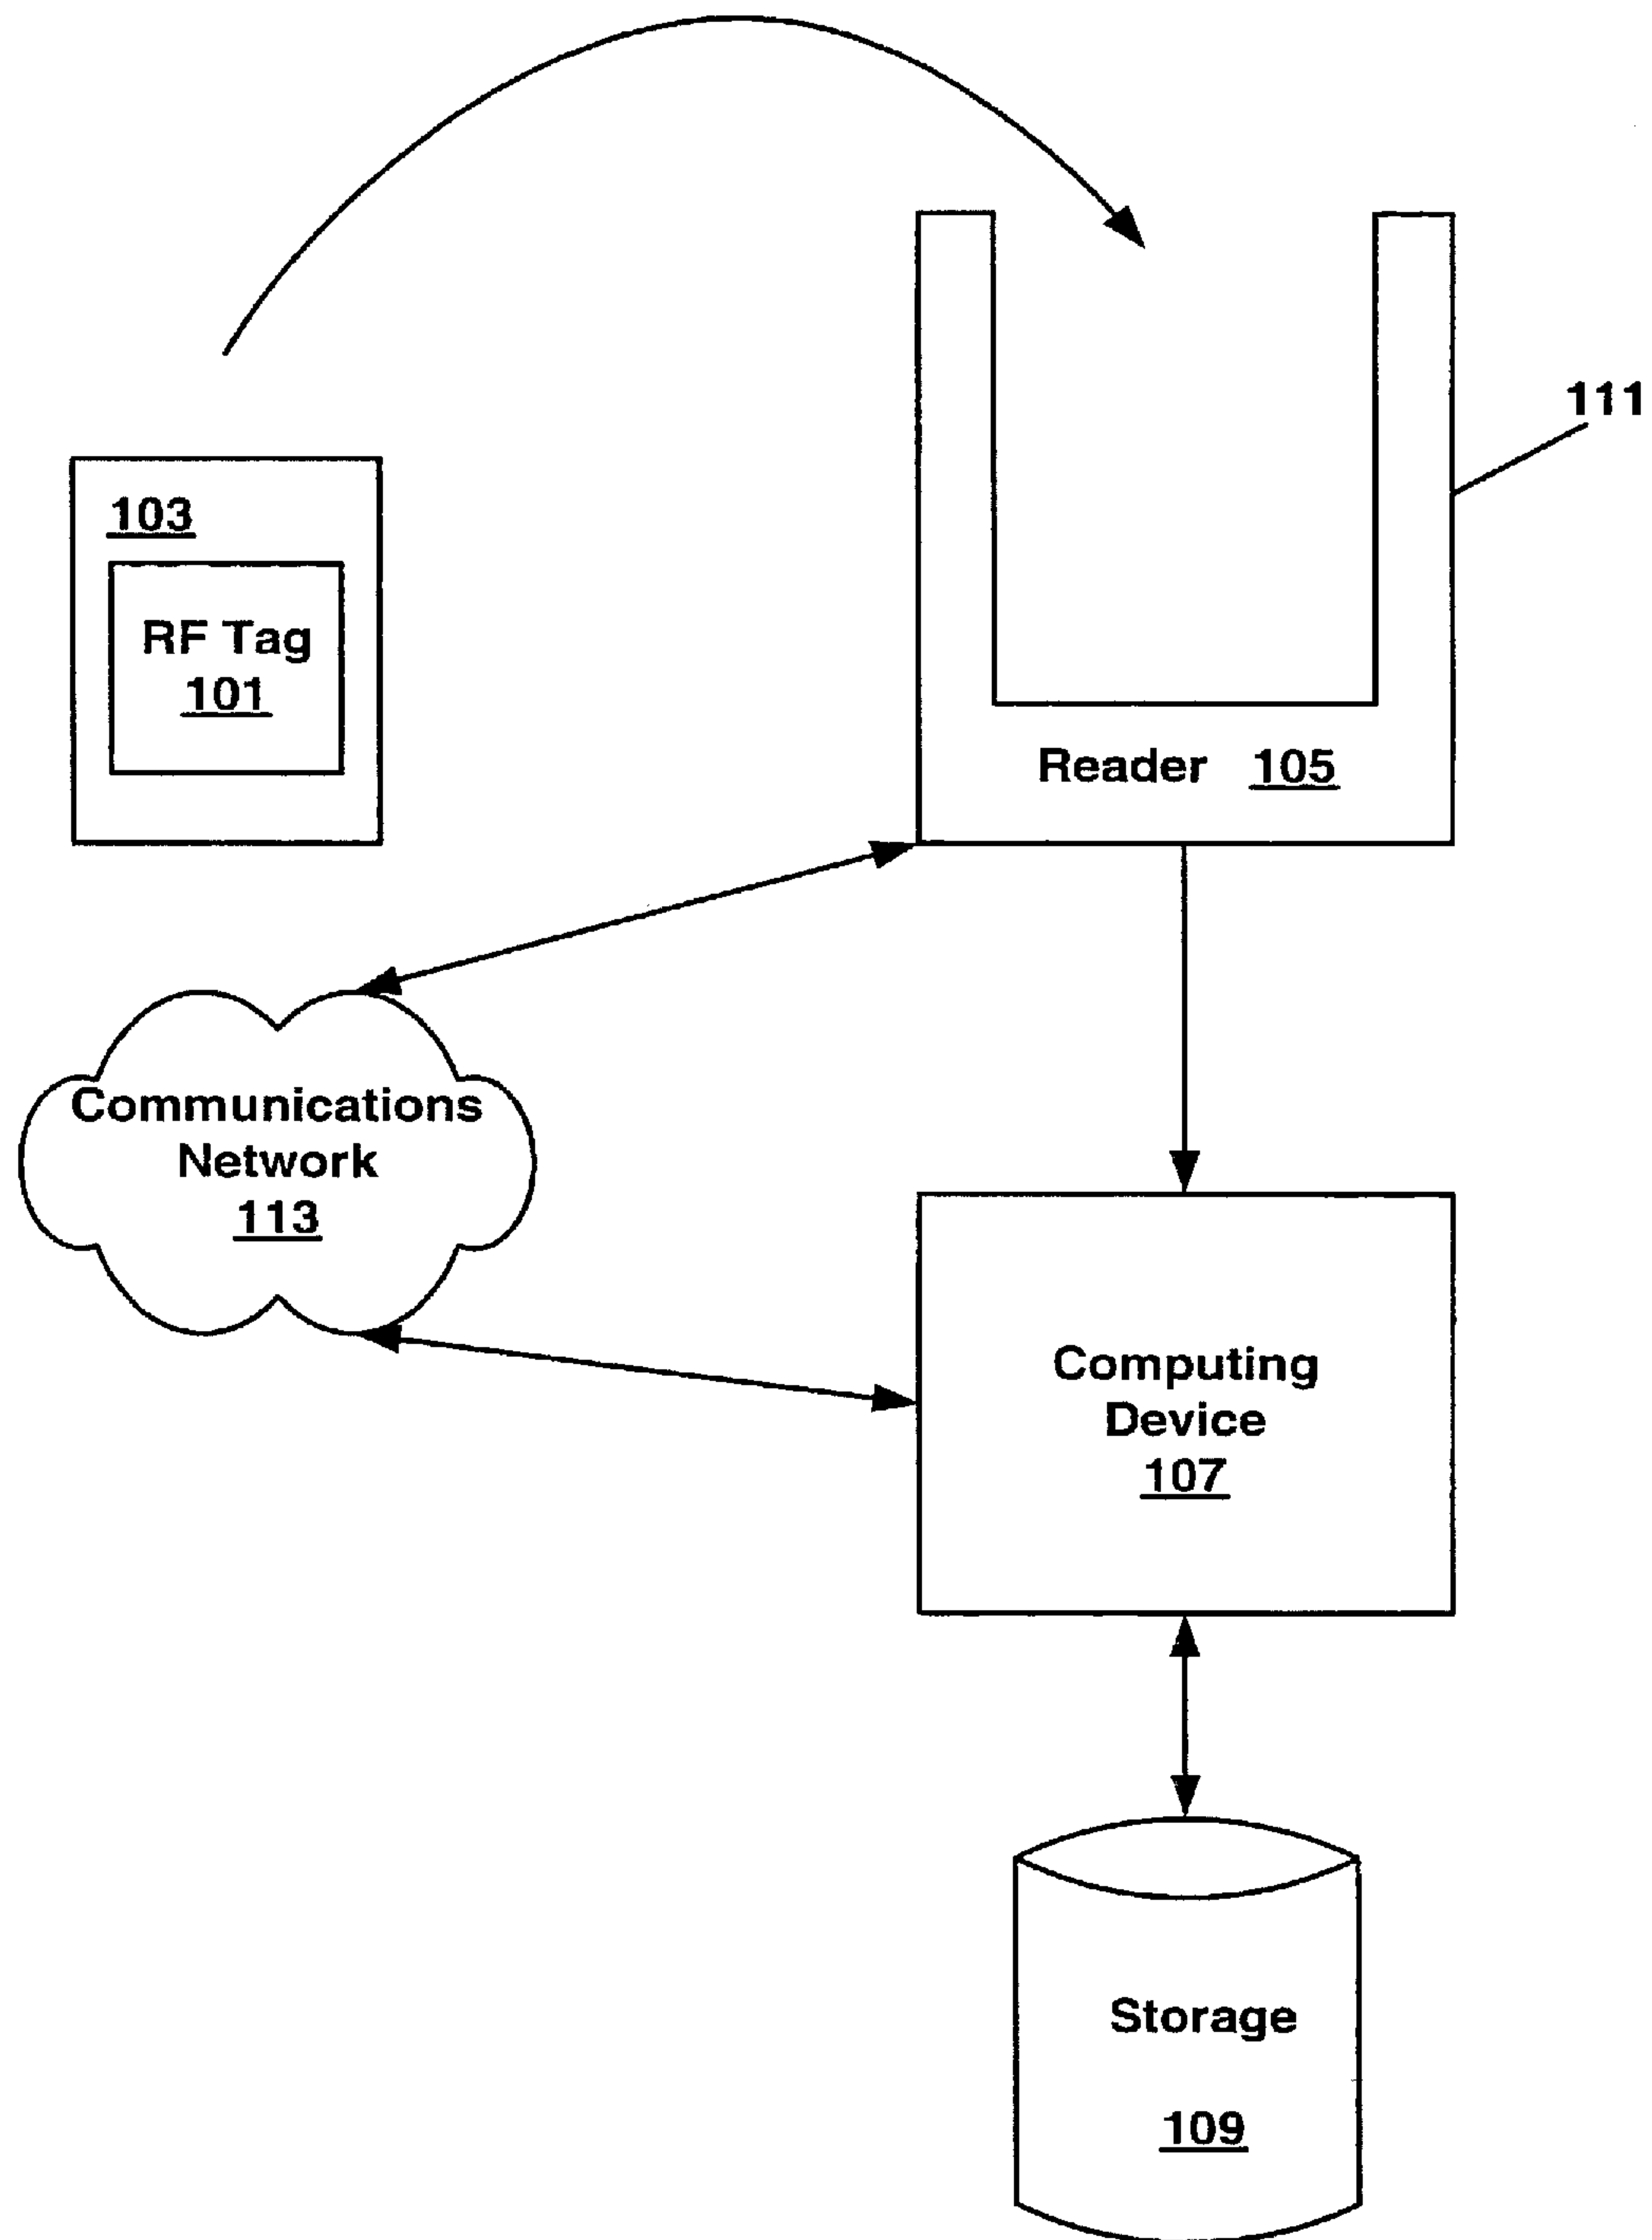 111
103
RF Tag
101
Reader 105
Communications
Network
113
Computing
Device
107
Storage
109